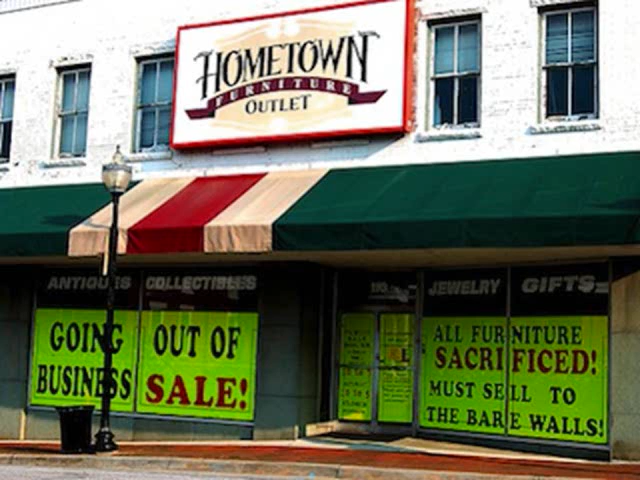 HOMETOWN
FURNITURE
OUTLET
ANTIQUES COLLECTIBLES
JEWELRY GIFTS
GOING OUT OF
BUSINESS SALE!
ALL FURNITURE
SACRIFICED!
MUST SELL TO
THE BARE WALLS!